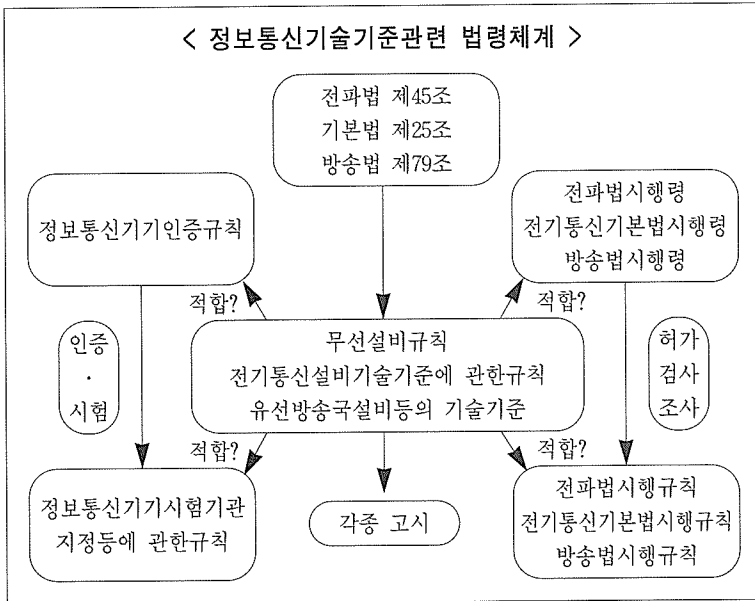 < 정보통신기술기준관련 법령체계 >
전파법 제45조
기본법 제25조
방송법 제79조
정보통신기기인증규칙
전파법시행령
전기통신기본법시행령
방송법시행령
적합?
적합?
인증
·
시험
무선설비규칙
전기통신설비기술기준에 관한규칙
유선방송국설비등의 기술기준
허가
검사
조사
적합?
적합?
정보통신기기시험기관
지정등에 관한규칙
각종 고시
전파법시행규칙
전기통신기본법시행규칙
방송법시행규칙